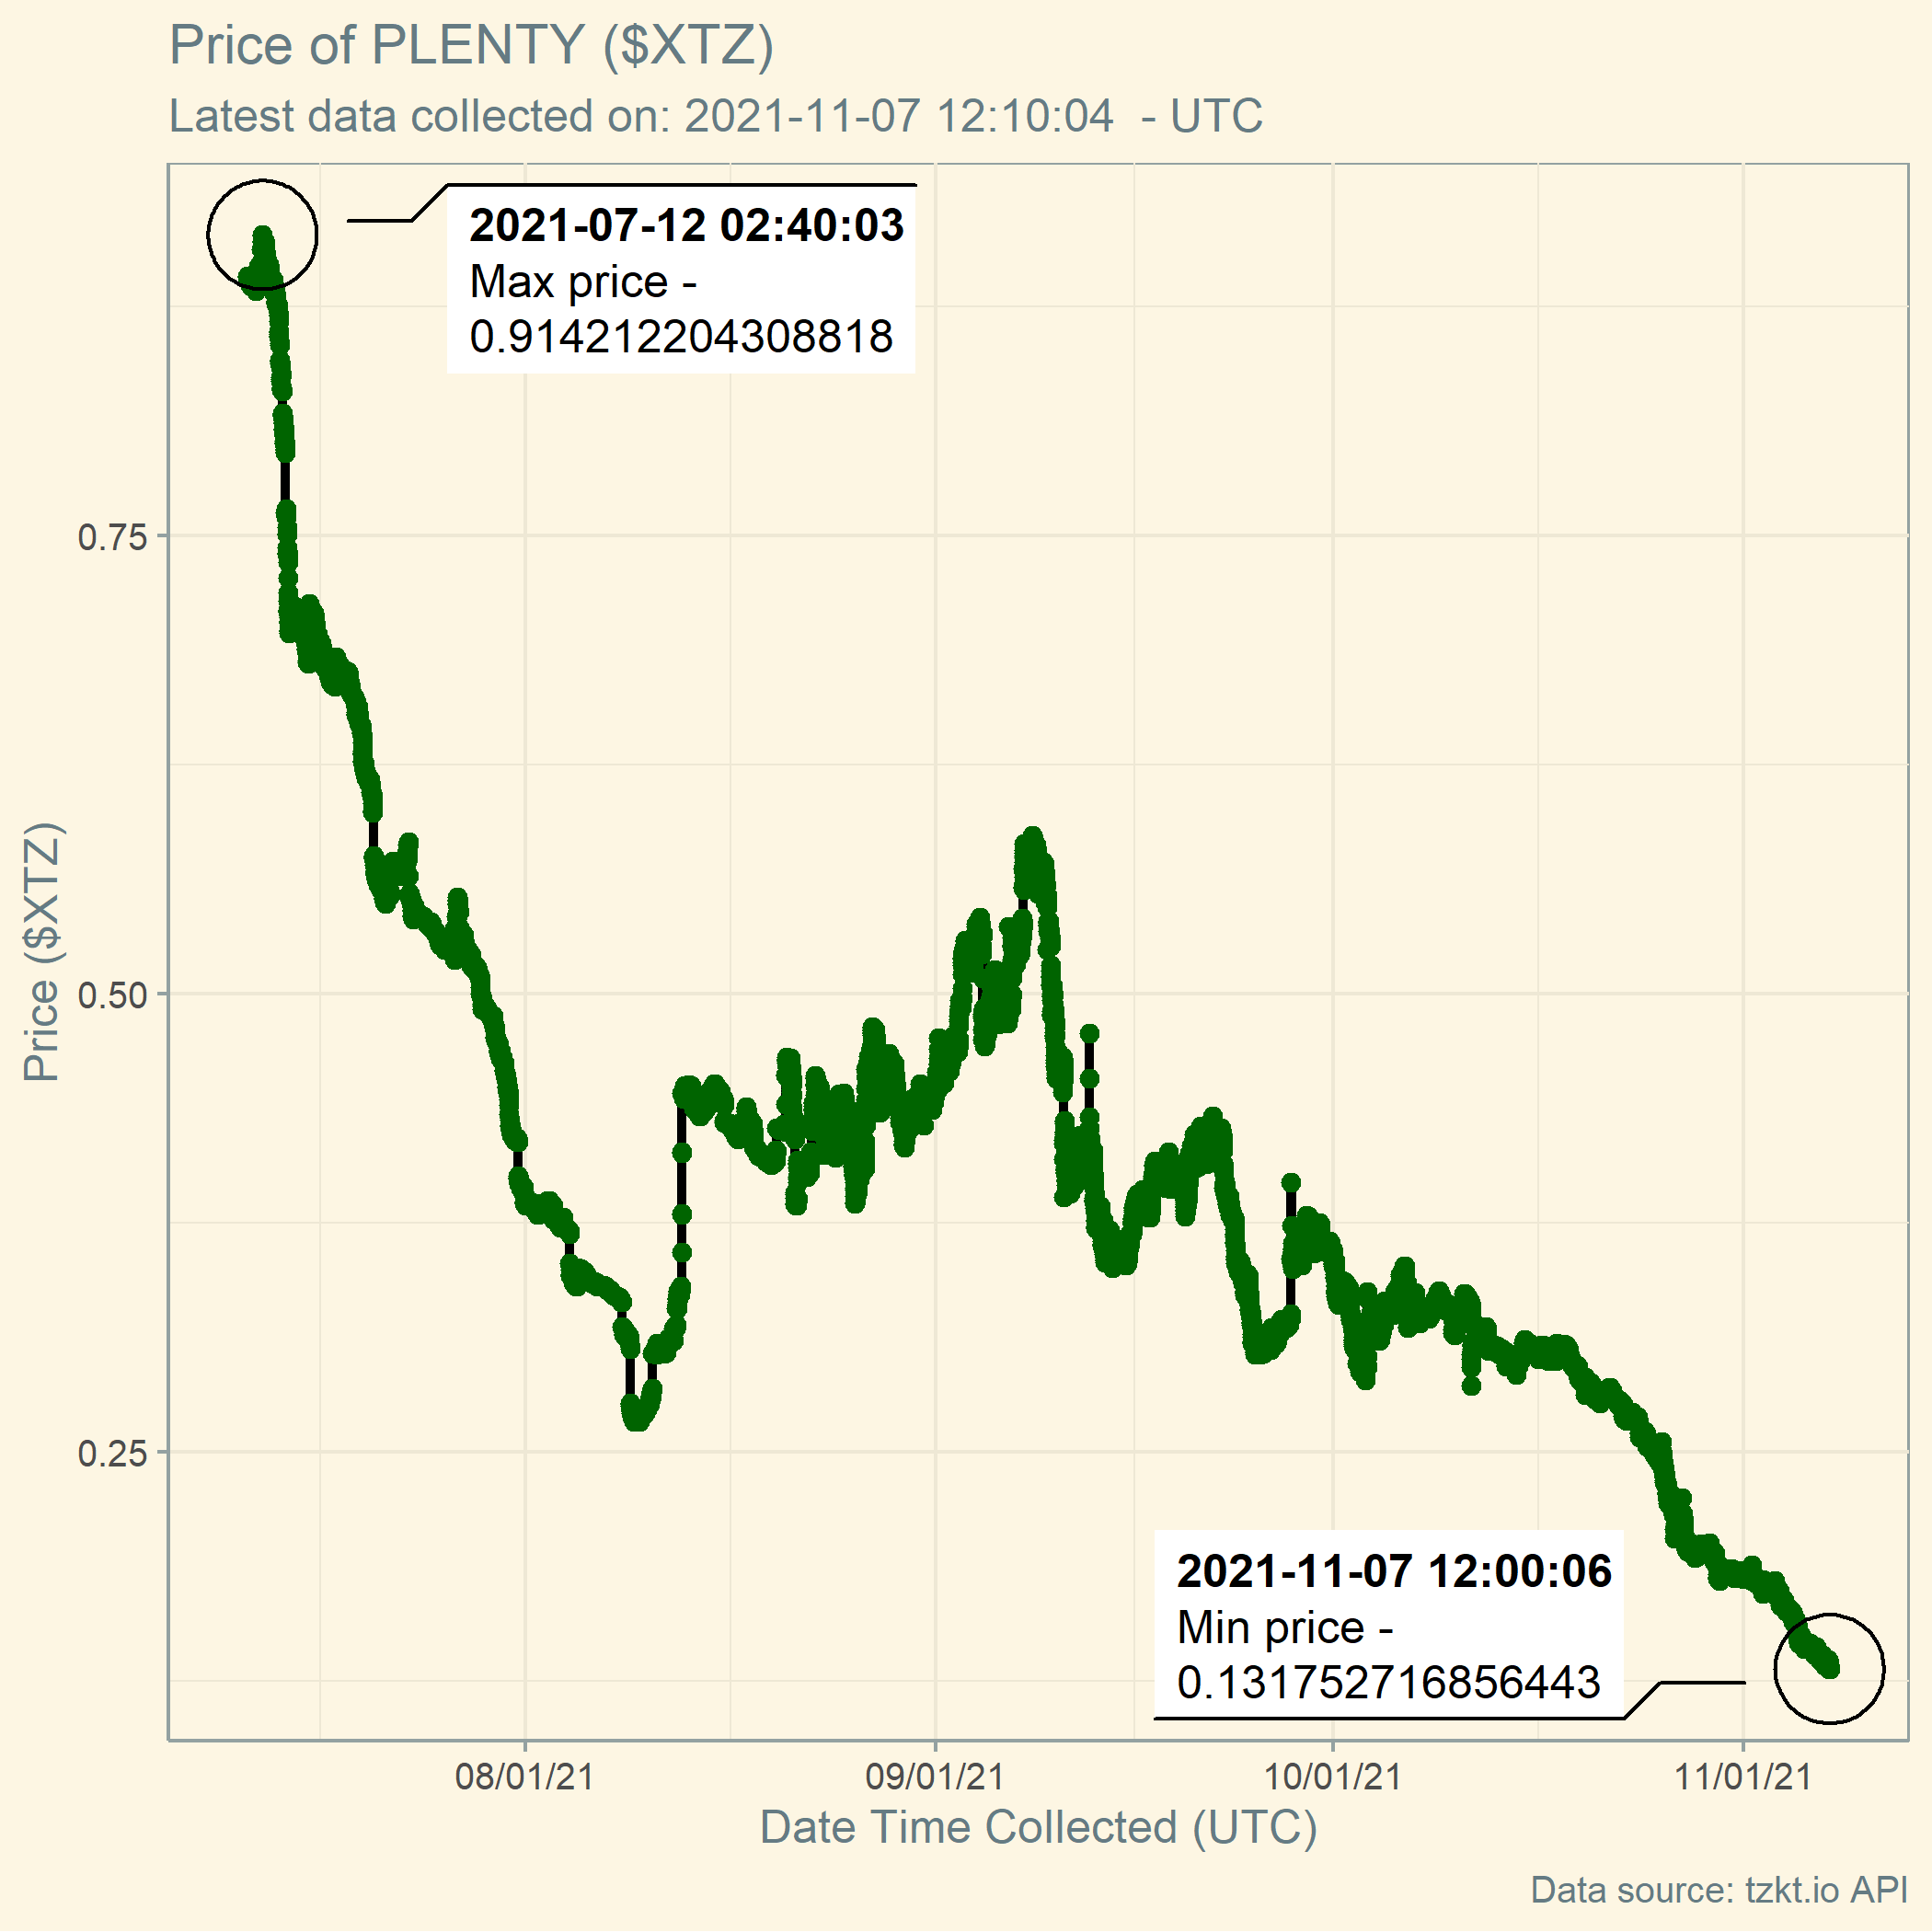 Price of PLENTY ($XTZ)
Latest data collected on: 2021-11-07 12:10:04  - UTC
2021-07-12 02:40:03
Max price -
0.9142122204308818
0.75
0.50
0.25
Price ($XTZ)
2021-11-07 12:00:06
Min price -
0.131752716856443
08/01/21
09/01/21
10/01/21
11/01/21
Date Time Collected (UTC)
Data source: tzkt.io API